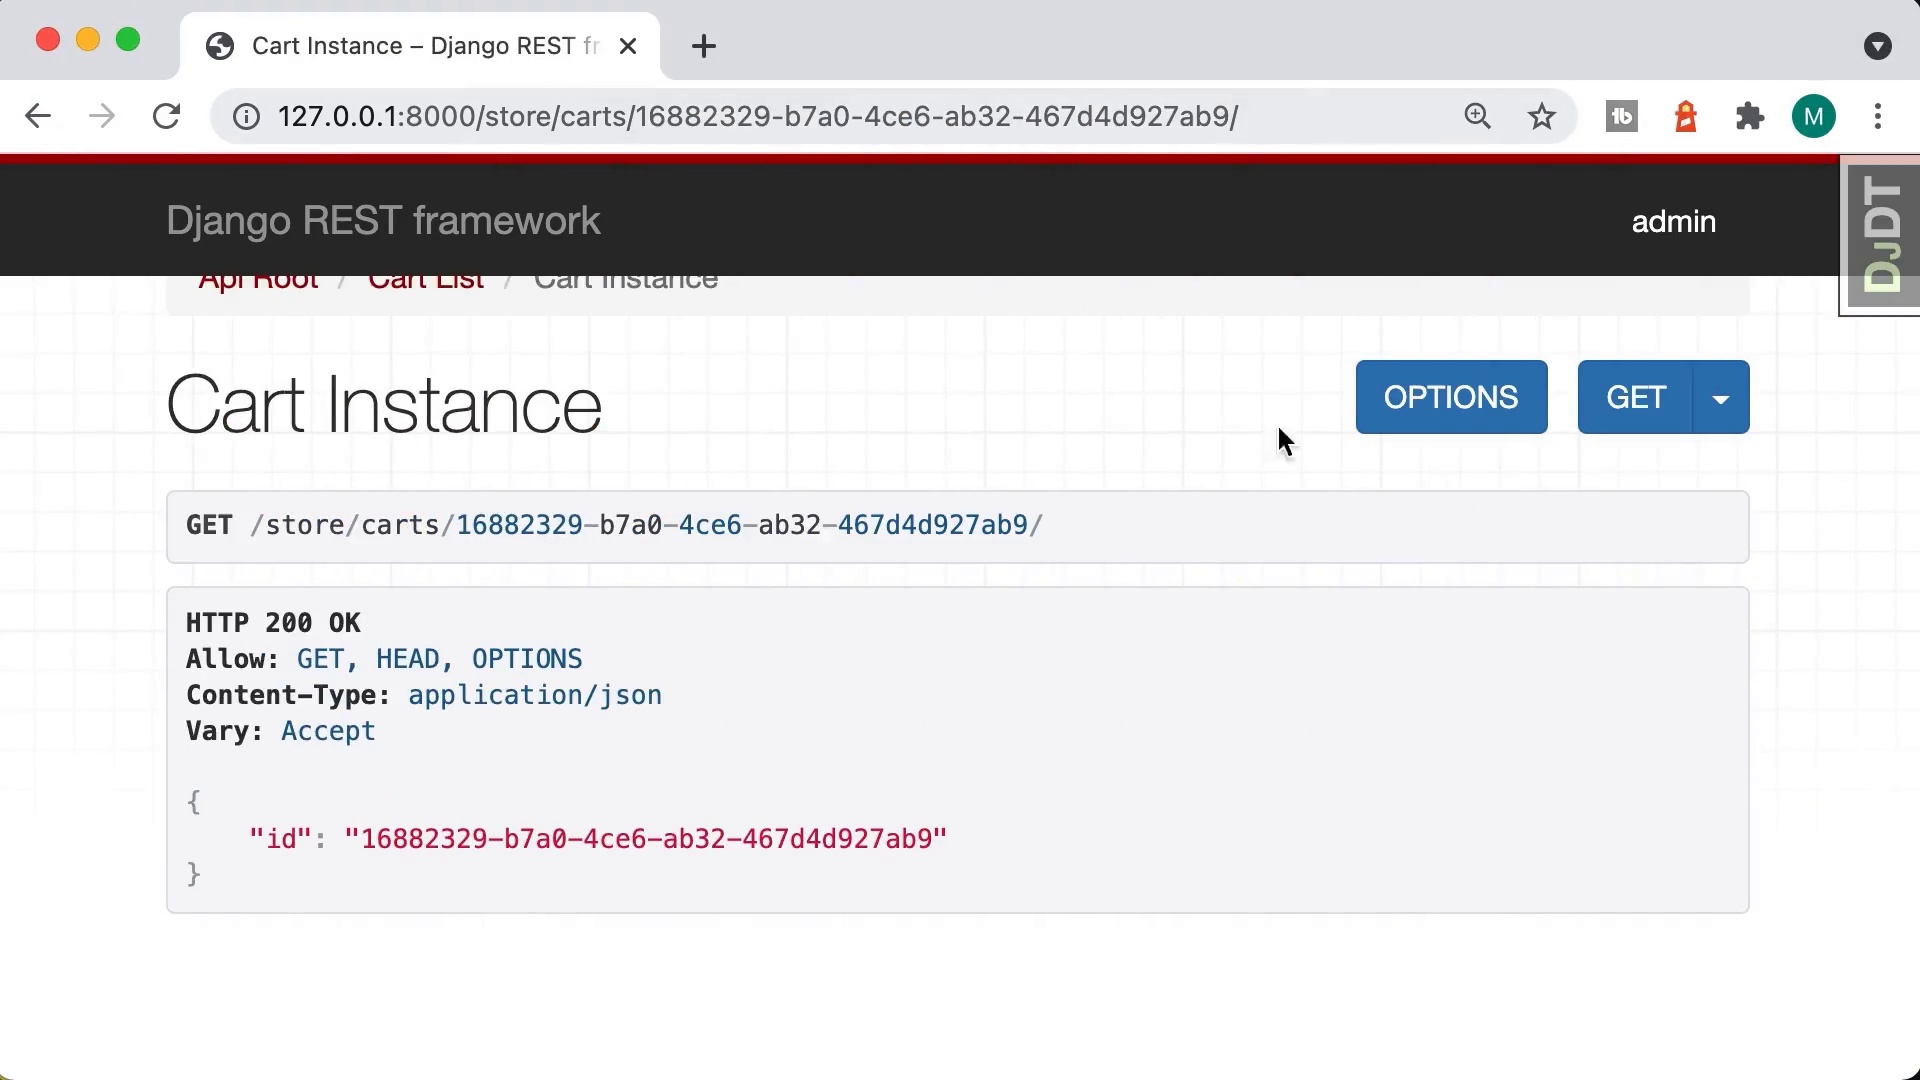 Cart Instance – Django REST fr
127.0.0.1:8000/store/carts/16882329-b7a0-4ce6-ab32-467d4d927ab9/
M
Django REST framework
admin
DJDT
Api Root / Cart List / Cart Instance
Cart Instance
OPTIONS
GET
GET /store/carts/16882329-b7a0-4ce6-ab32-467d4d927ab9/
HTTP 200 OK
Allow: GET, HEAD, OPTIONS
Content-Type: application/json
Vary: Accept
{
"id": "16882329-b7a0-4ce6-ab32-467d4d927ab9"
}